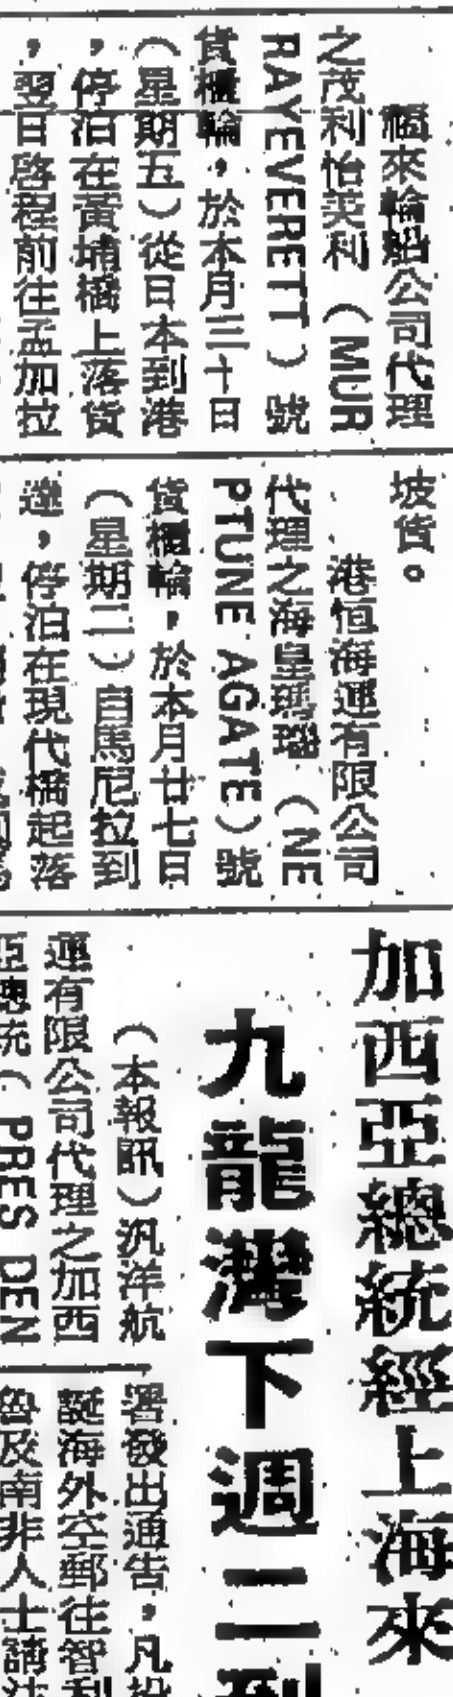 福來輪船公司代理
之茂利怡美利(MUR
RAYEVERETT)號
貨櫃輪,於本月三十日
(星期五)從日本到港
,停泊在黃埔橋上落貨
,翌日啓程前往孟加拉
坡貨。
港恒海運有限公司
代理之海皇瑪瑙(NE
PTUNE AGATE)號
貨櫃輪,於本月廿七日
(星期二)自馬尼拉到
達,停泊在現代橋起落
加西亞總統經上海來
九龍灣下週二到
(本報訊)汎洋航
運有限公司代理之加西
亞總統(PRES DEN
署發出通告,凡投
誕海外空郵往智利
魯及南非人士請注